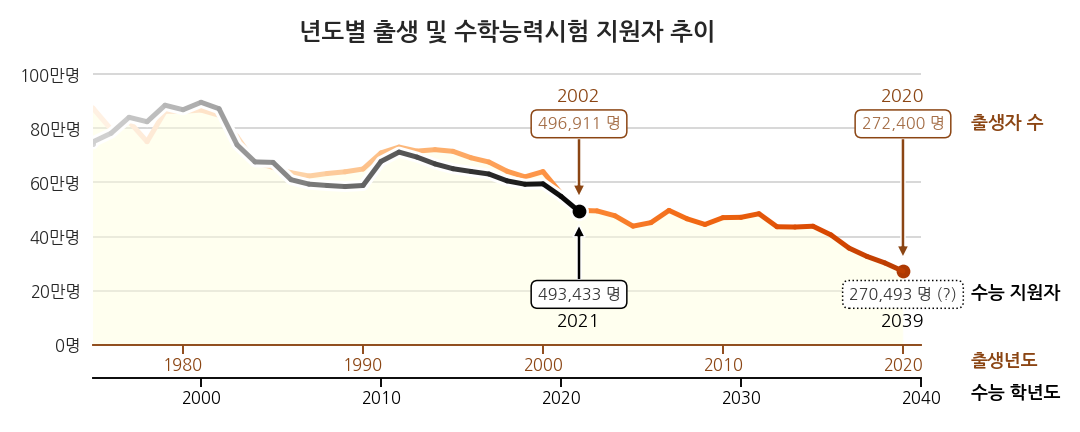 년도별 출생 및 수학능력시험 지원자 추이
100만명
80만명
60만명
40만명
20만명
0명
2002
496,911 명
2020
272,400 명
출생자 수
493,433 명
2021
270,493 명 (?)
2039
수능 지원자
1980 1990 2000 2010 2020
출생년도
2000 2010 2020 2030 2040
수능 학년도